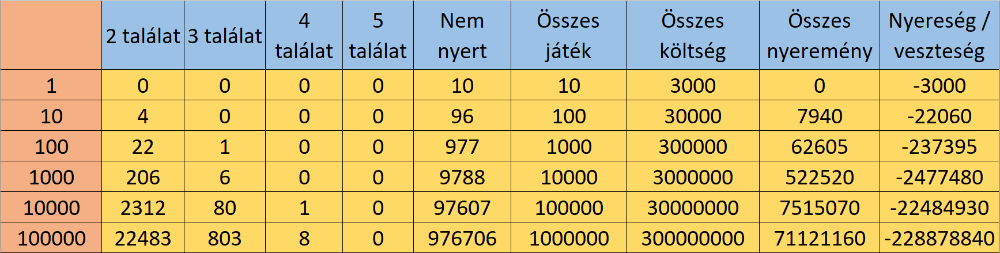 2 találat 3 találat 4 találat 5 találat Nem nyert Összes játék Összes költség Összes nyeremény Nyereség / veszteség
1 0 0 0 0 10 10 3000 0 -3000
10 4 0 0 0 96 100 30000 7940 -22060
100 22 1 0 0 977 1000 300000 62605 -237395
1000 206 6 0 0 9788 10000 3000000 522520 -2477480
10000 2312 80 1 0 97607 100000 30000000 7515070 -22484930
100000 22483 803 8 0 976706 1000000 300000000 71121160 -228878840